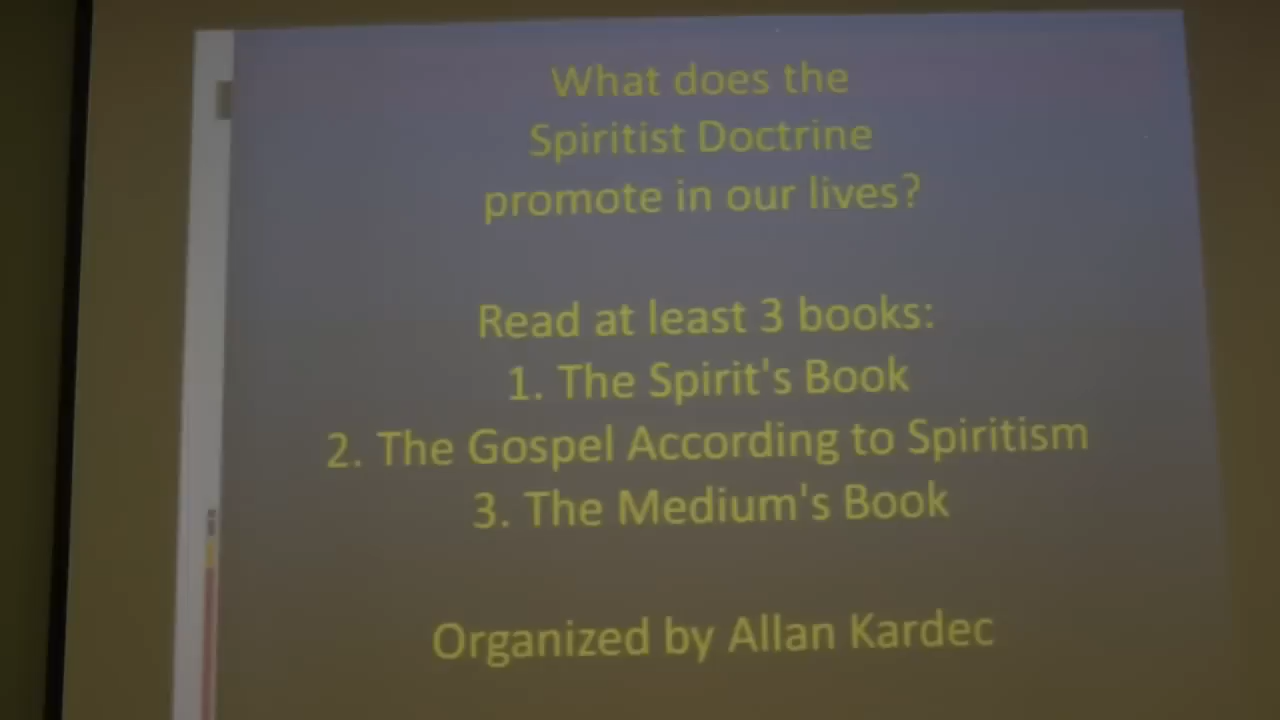 What does the
Spiritist Doctrine
promote in our lives?
Read at least 3 books:
1. The Spirit's Book
2. The Gospel According to Spiritism
3. The Medium's Book
Organized by Allan Kardec